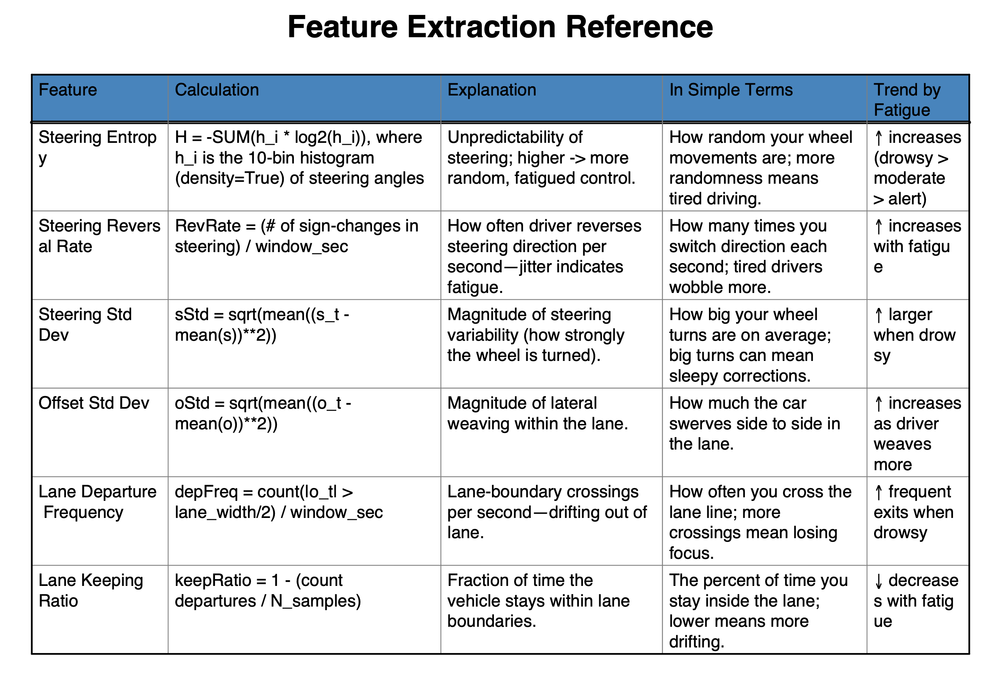 Feature Extraction Reference
Feature
Calculation
Explanation
In Simple Terms
Trend by
Fatigue
Steering Entrop
y
H = -SUM(h_i * log2(h_i)), where
h_i is the 10-bin histogram
(density=True) of steering angles
Unpredictability of
steering; higher -> more
random, fatigued control.
How random your wheel
movements are; more
randomness means
tired driving.
↑ increases
(drowsy >
moderate
> alert)
Steering Revers
al Rate
RevRate = (# of sign-changes in
steering) / window_sec
How often driver reverses
steering direction per
second—jitter indicates
fatigue.
How many times you
switch direction each
second; tired drivers
wobble more.
↑ increases
with fatigu
e
Steering Std
Dev
sStd = sqrt(mean((s_t -
mean(s))**2))
Magnitude of steering
variability (how strongly
the wheel is turned).
How big your wheel
turns are on average;
big turns can mean
sleepy corrections.
↑ larger
when drow
sy
Offset Std Dev
oStd = sqrt(mean((o_t -
mean(o))**2))
Magnitude of lateral
weaving within the lane.
How much the car
swerves side to side in
the lane.
↑ increases
as driver
weaves
more
Lane Departure
Frequency
depFreq = count(|o_t| >
lane_width/2) / window_sec
Lane-boundary crossings
per second—drifting out of
lane.
How often you cross the
lane line; more
crossings mean losing
focus.
↑ frequent
exits when
drowsy
Lane Keeping
Ratio
keepRatio = 1 - (count
departures / N_samples)
Fraction of time the
vehicle stays within lane
boundaries.
The percent of time you
stay inside the lane;
lower means more
drifting.
↓ decrease
s with fatig
ue